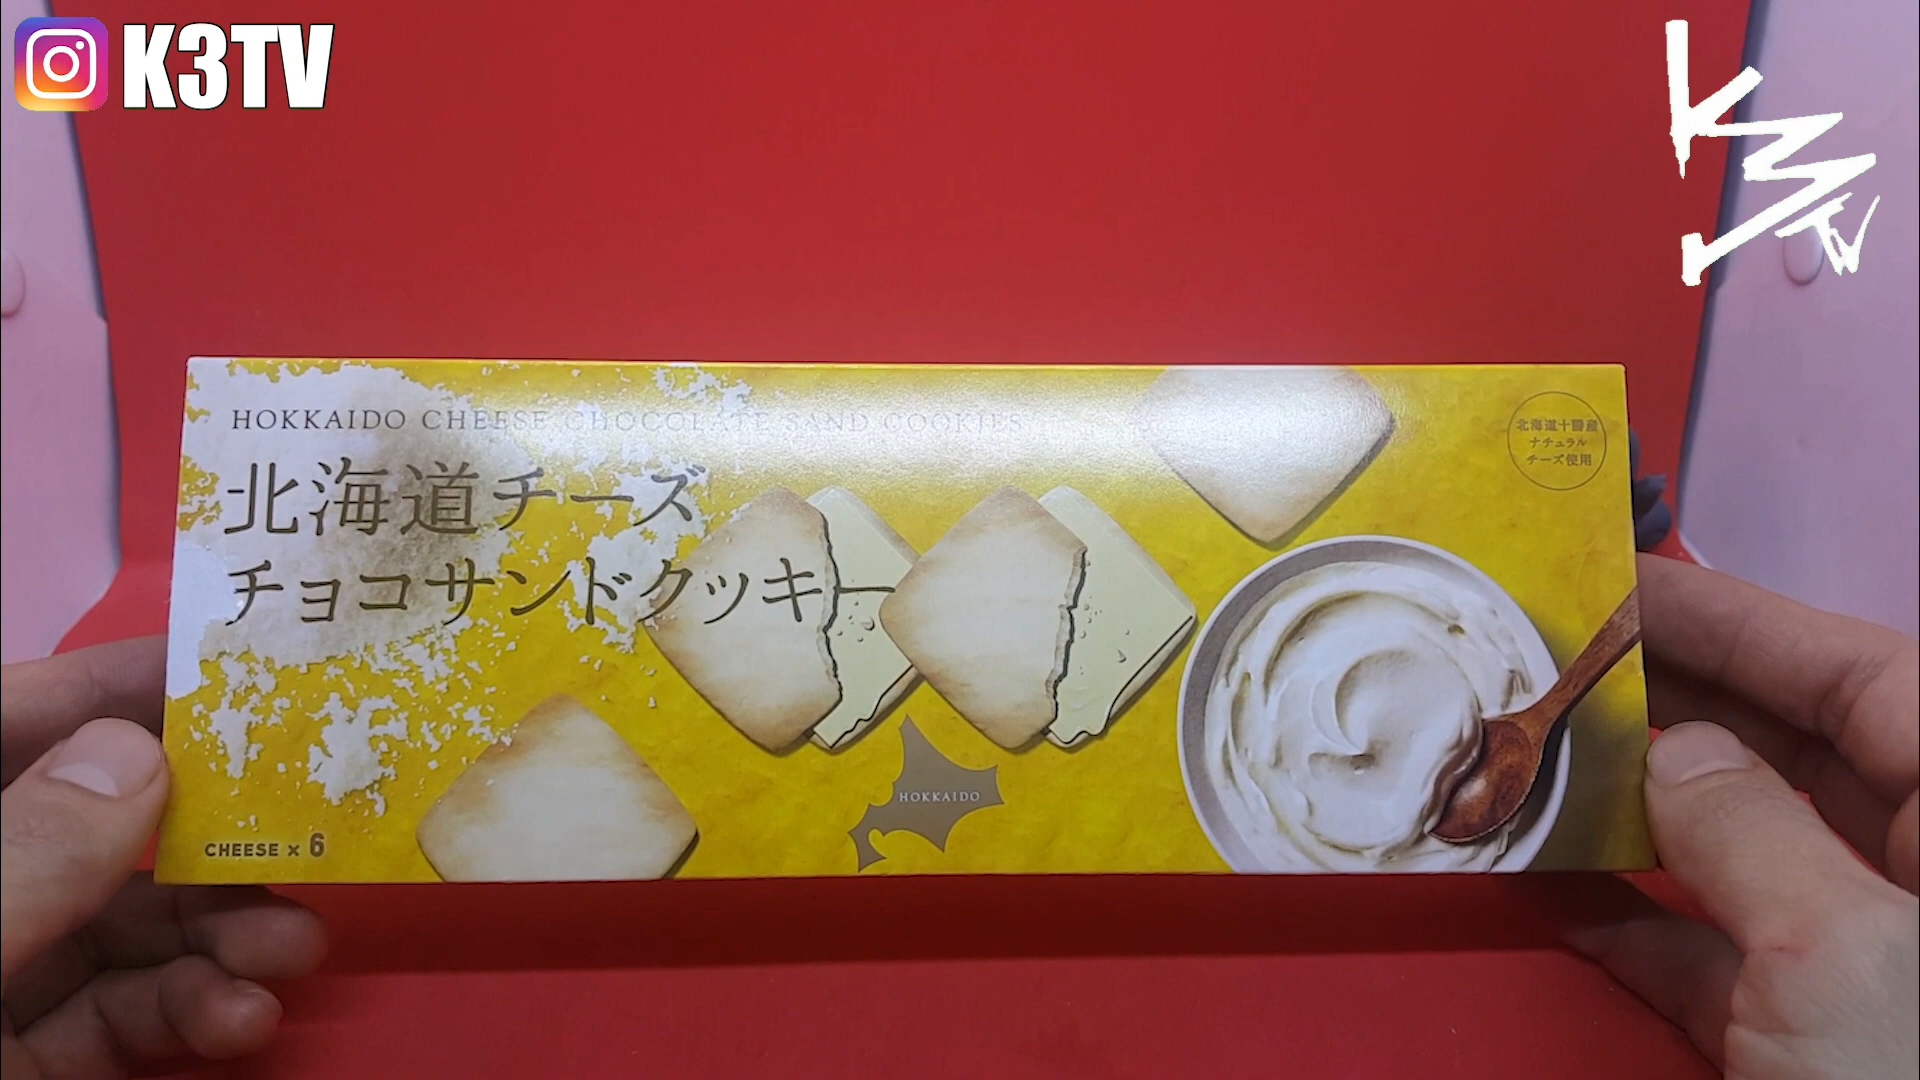 K3TV
K3TV
HOKKAIDO CHEESE CHOCOLATE SAND COOKIES
北海道チーズ
チョコサンドクッキー
北海道十勝産
ナチュラル
チーズ使用
HOKKAIDO
CHEESE × 6